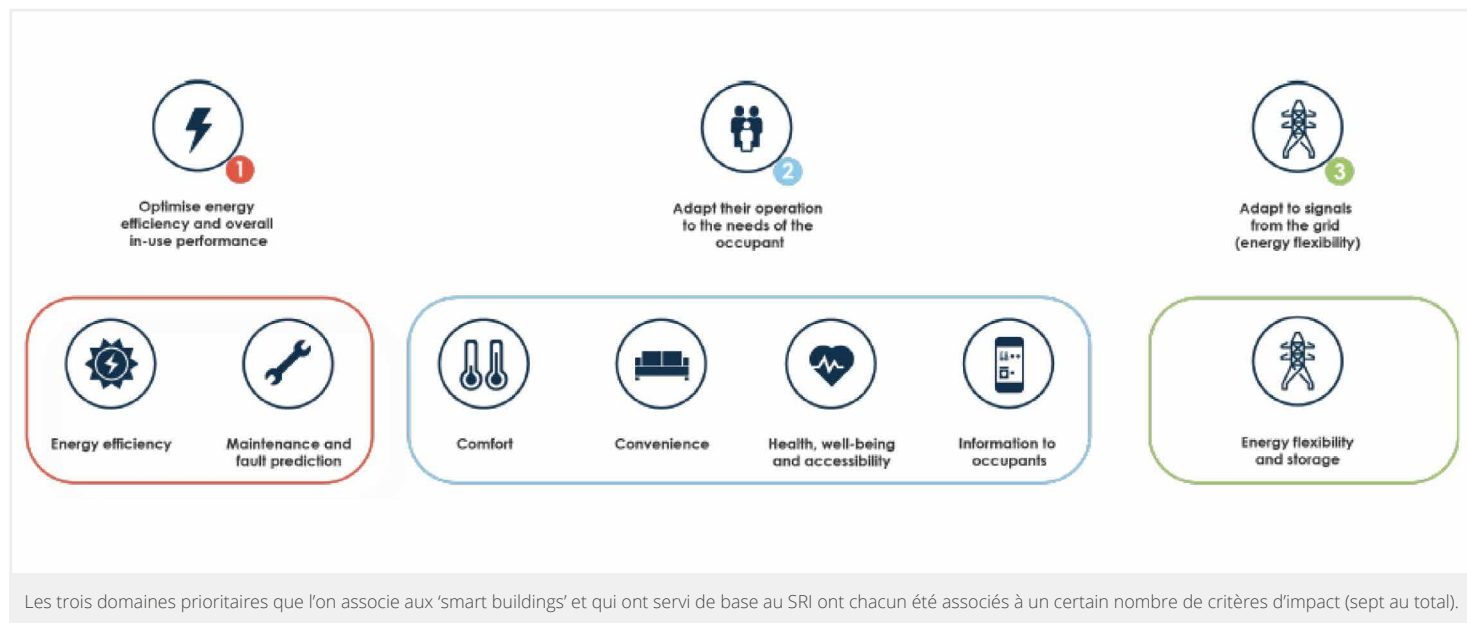 1
2
3
Optimise energy
efficiency and overall
in-use performance
Adapt their operation
to the needs of the
occupant
Adapt to signals
from the grid
(energy flexibility)
Energy efficiency
Maintenance and
fault prediction
Comfort
Convenience
Health, well-being
and accessibility
Information to
occupants
Energy flexibility
and storage
Les trois domaines prioritaires que l’on associe aux ‘smart buildings’ et qui ont servi de base au SRI ont chacun été associés à un certain nombre de critères d’impact (sept au total).